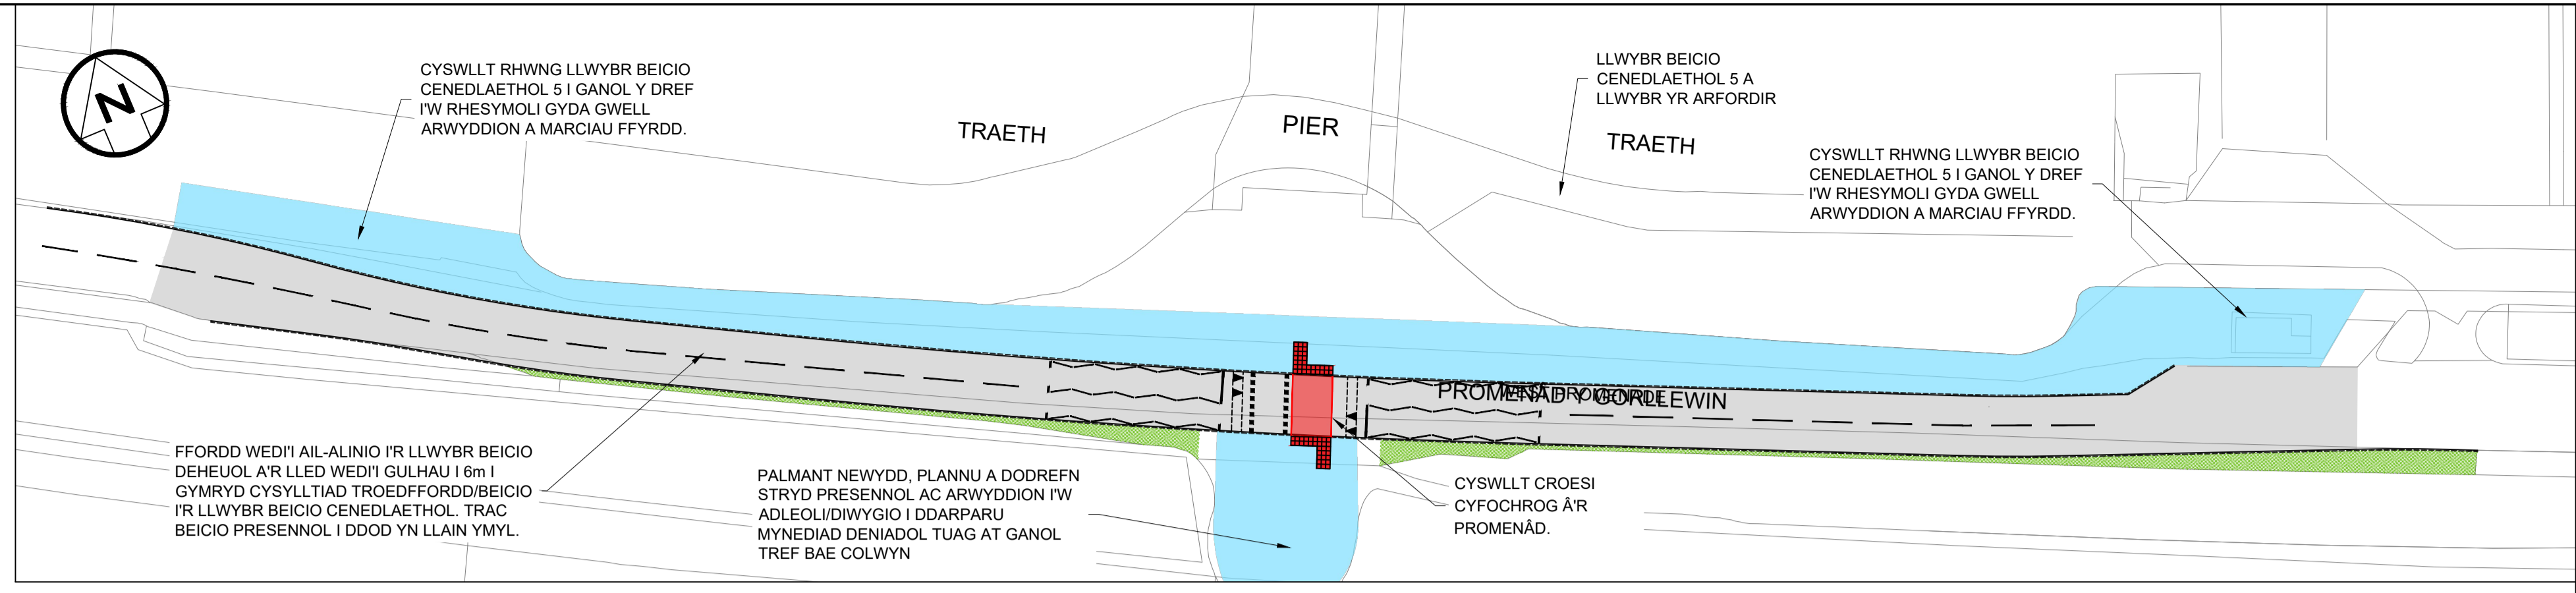 N
CYSWLLT RHWNG LLWYBR BEICIO
CENEDLAETHOL 5 I GANOL Y DREF
I'W RHESYMOLI GYDA GWELL
ARWYDDION A MARCIAU FFYRDD.
TRAETH
PIER
LLWYBR BEICIO
CENEDLAETHOL 5 A
LLWYBR YR ARFORDIR
TRAETH
CYSWLLT RHWNG LLWYBR BEICIO
CENEDLAETHOL 5 I GANOL Y DREF
I'W RHESYMOLI GYDA GWELL
ARWYDDION A MARCIAU FFYRDD.
PROMENÂD Y GORLLEWIN
WEST PROMENADE
FFORDD WEDI'I AIL-ALINIO I'R LLWYBR BEICIO
DEHEUOL A'R LLED WEDI'I GULHAU I 6m I
GYMRYD CYSYLLTIAD TROEDFFORDD/BEICIO
I'R LLWYBR BEICIO CENEDLAETHOL. TRAC
BEICIO PRESENNOL I DDOD YN LLAIN YMYL.
PALMANT NEWYDD, PLANNU A DODREFN
STRYD PRESENNOL AC ARWYDDION I'W
ADLEOLI/DIWYGIO I DDARPARU
MYNEDIAD DENIADOL TUAG AT GANOL
TREF BAE COLWYN
CYSWLLT CROESI
CYFOCHROG Â'R
PROMENÂD.